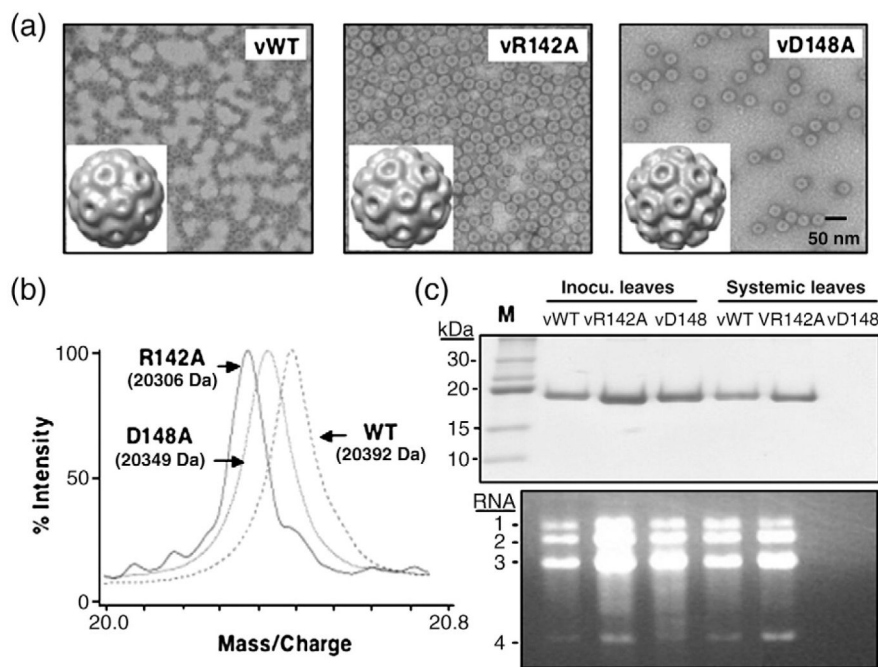 (a)
vWT
vR142A
vD148A
50 nm
(b)
100
50
0
% Intensity
R142A
(20306 Da)
D148A
(20349 Da)
WT
(20392 Da)
20.0
20.8
Mass/Charge
(c)
Inocu. leaves
Systemic leaves
kDa
M
vWT vR142A vD148 vWT VR142A vD148
30-
20-
15-
10-
RNA
1-
2-
3-
4-